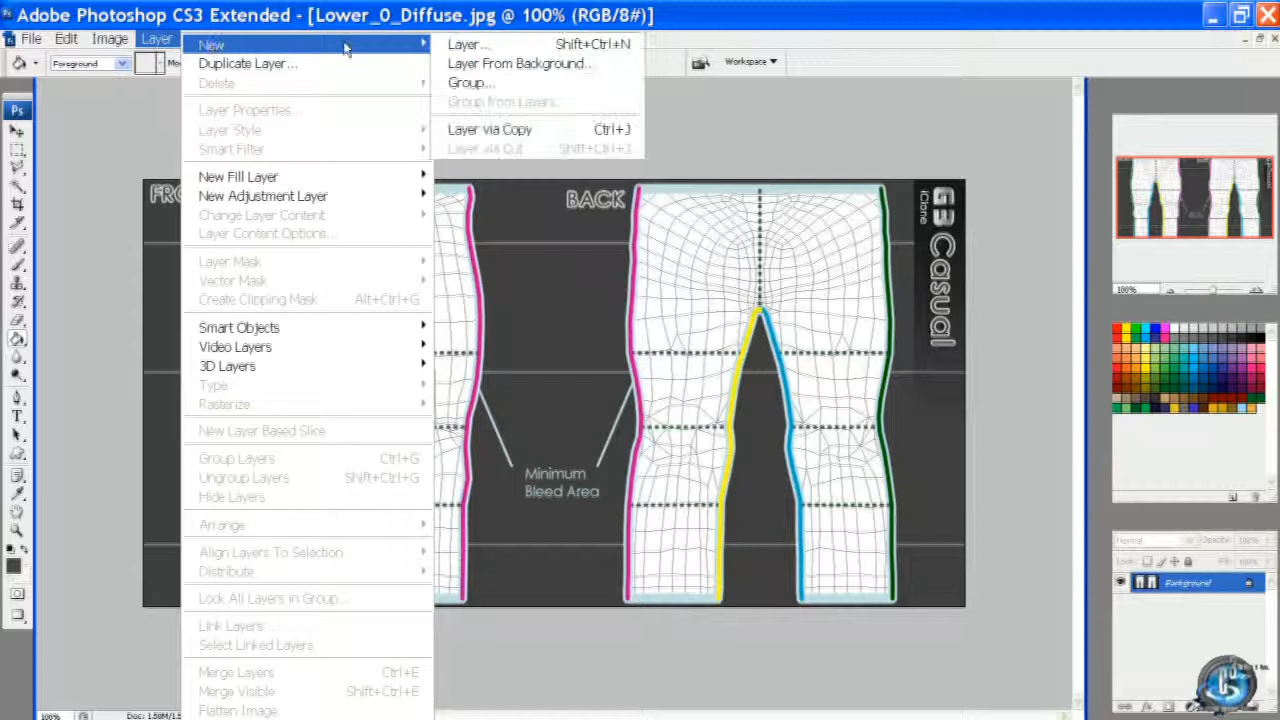 Adobe Photoshop CS3 Extended - [Lower_0_Diffuse.jpg @ 100% (RGB/8#)]
File Edit Image Layer
Foreground
Workspace
New
Duplicate Layer...
Delete
Layer Properties...
Layer Style
Smart Filter
New Fill Layer
New Adjustment Layer
Change Layer Content
Layer Content Options...
Layer Mask
Vector Mask
Create Clipping Mask Alt+Ctrl+G
Smart Objects
Video Layers
3D Layers
Type
Rasterize
New Layer Based Slice
Group Layers Ctrl+G
Ungroup Layers Shift+Ctrl+G
Hide Layers
Arrange
Align Layers To Selection
Distribute
Lock All Layers in Group...
Link Layers
Select Linked Layers
Merge Layers Ctrl+E
Merge Visible Shift+Ctrl+E
Flatten Image
Layer... Shift+Ctrl+N
Layer From Background...
Group...
Group from Layers...
Layer via Copy Ctrl+J
Layer via Cut Shift+Ctrl+J
Ps
BACK
iClone
G3 Casual
Minimum
Bleed Area
100%
Normal Opacity: 100%
Lock: Fill: 100%
Background
100%